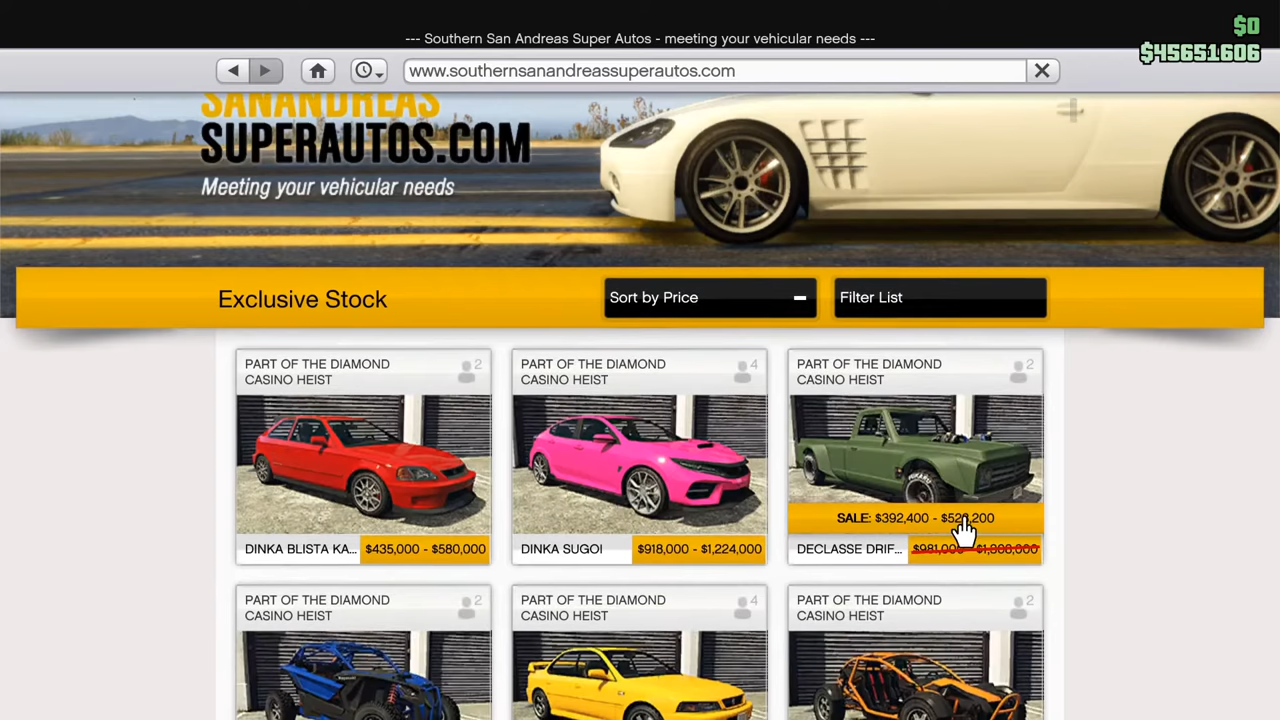 $0
--- Southern San Andreas Super Autos - meeting your vehicular needs ---
$45651606
www.southernsanandreassuperautos.com
SANANDREAS
SUPERAUTOS.COM
Meeting your vehicular needs
Exclusive Stock
Sort by Price
Filter List
PART OF THE DIAMOND CASINO HEIST 2
PART OF THE DIAMOND CASINO HEIST 4
PART OF THE DIAMOND CASINO HEIST 2
SALE: $392,400 -
DINKA BLISTA KA... $435,000 - $580,000
DINKA SUGOI $918,000 - $1,224,000
DECLASSE DRIF...
PART OF THE DIAMOND CASINO HEIST 2
PART OF THE DIAMOND CASINO HEIST 4
PART OF THE DIAMOND CASINO HEIST 2